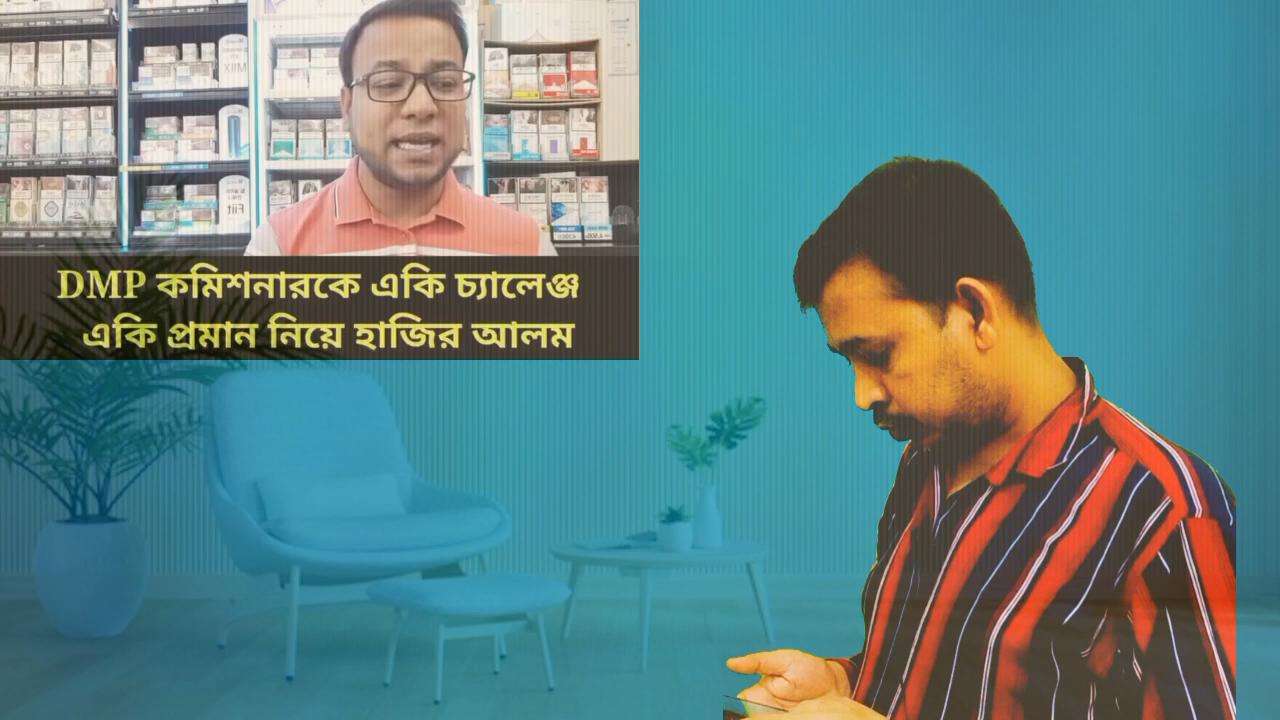 DMP কমিশনারকে একি চ্যালেঞ্জ
একি প্রমান নিয়ে হাজির আলম